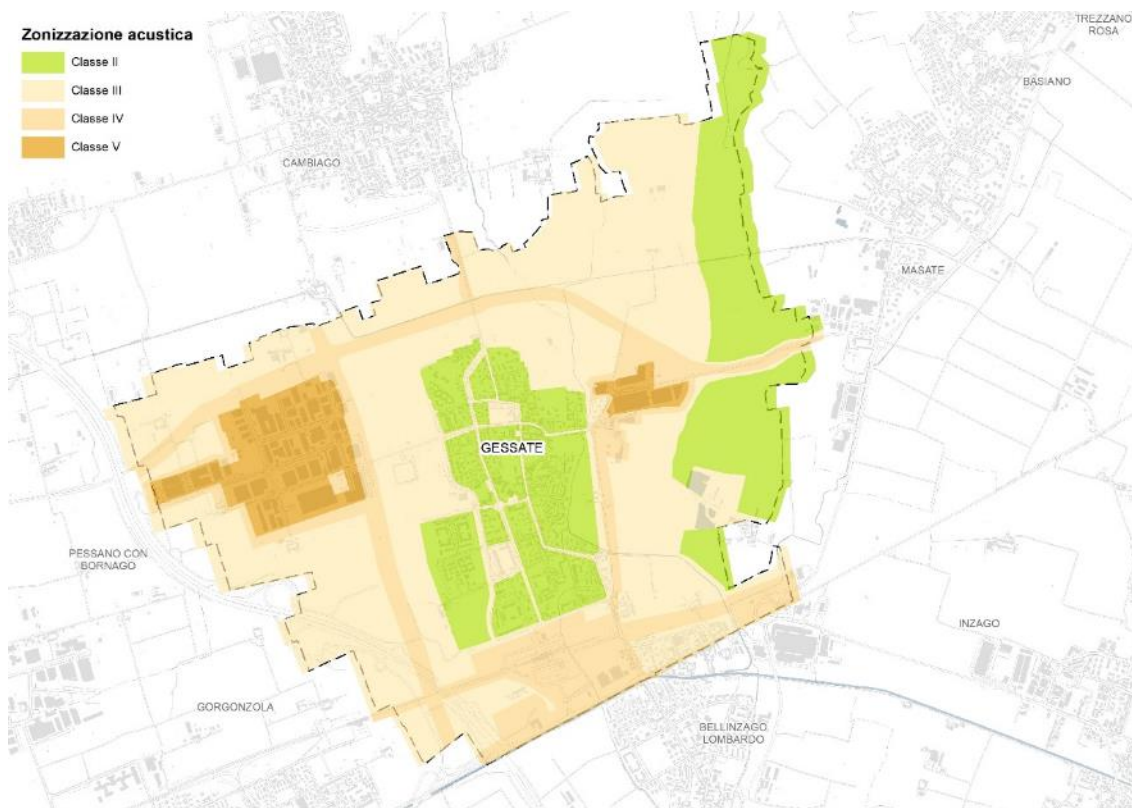 Zonizzazione acustica
Classe II
Classe III
Classe IV
Classe V
TREZZANO
ROSA
BASIANO
CAMBIAGO
MASATE
GESSATE
PESSANO CON
BORNAGO
INZAGO
GORGONZOLA
BELLINZAGO
LOMBARDO